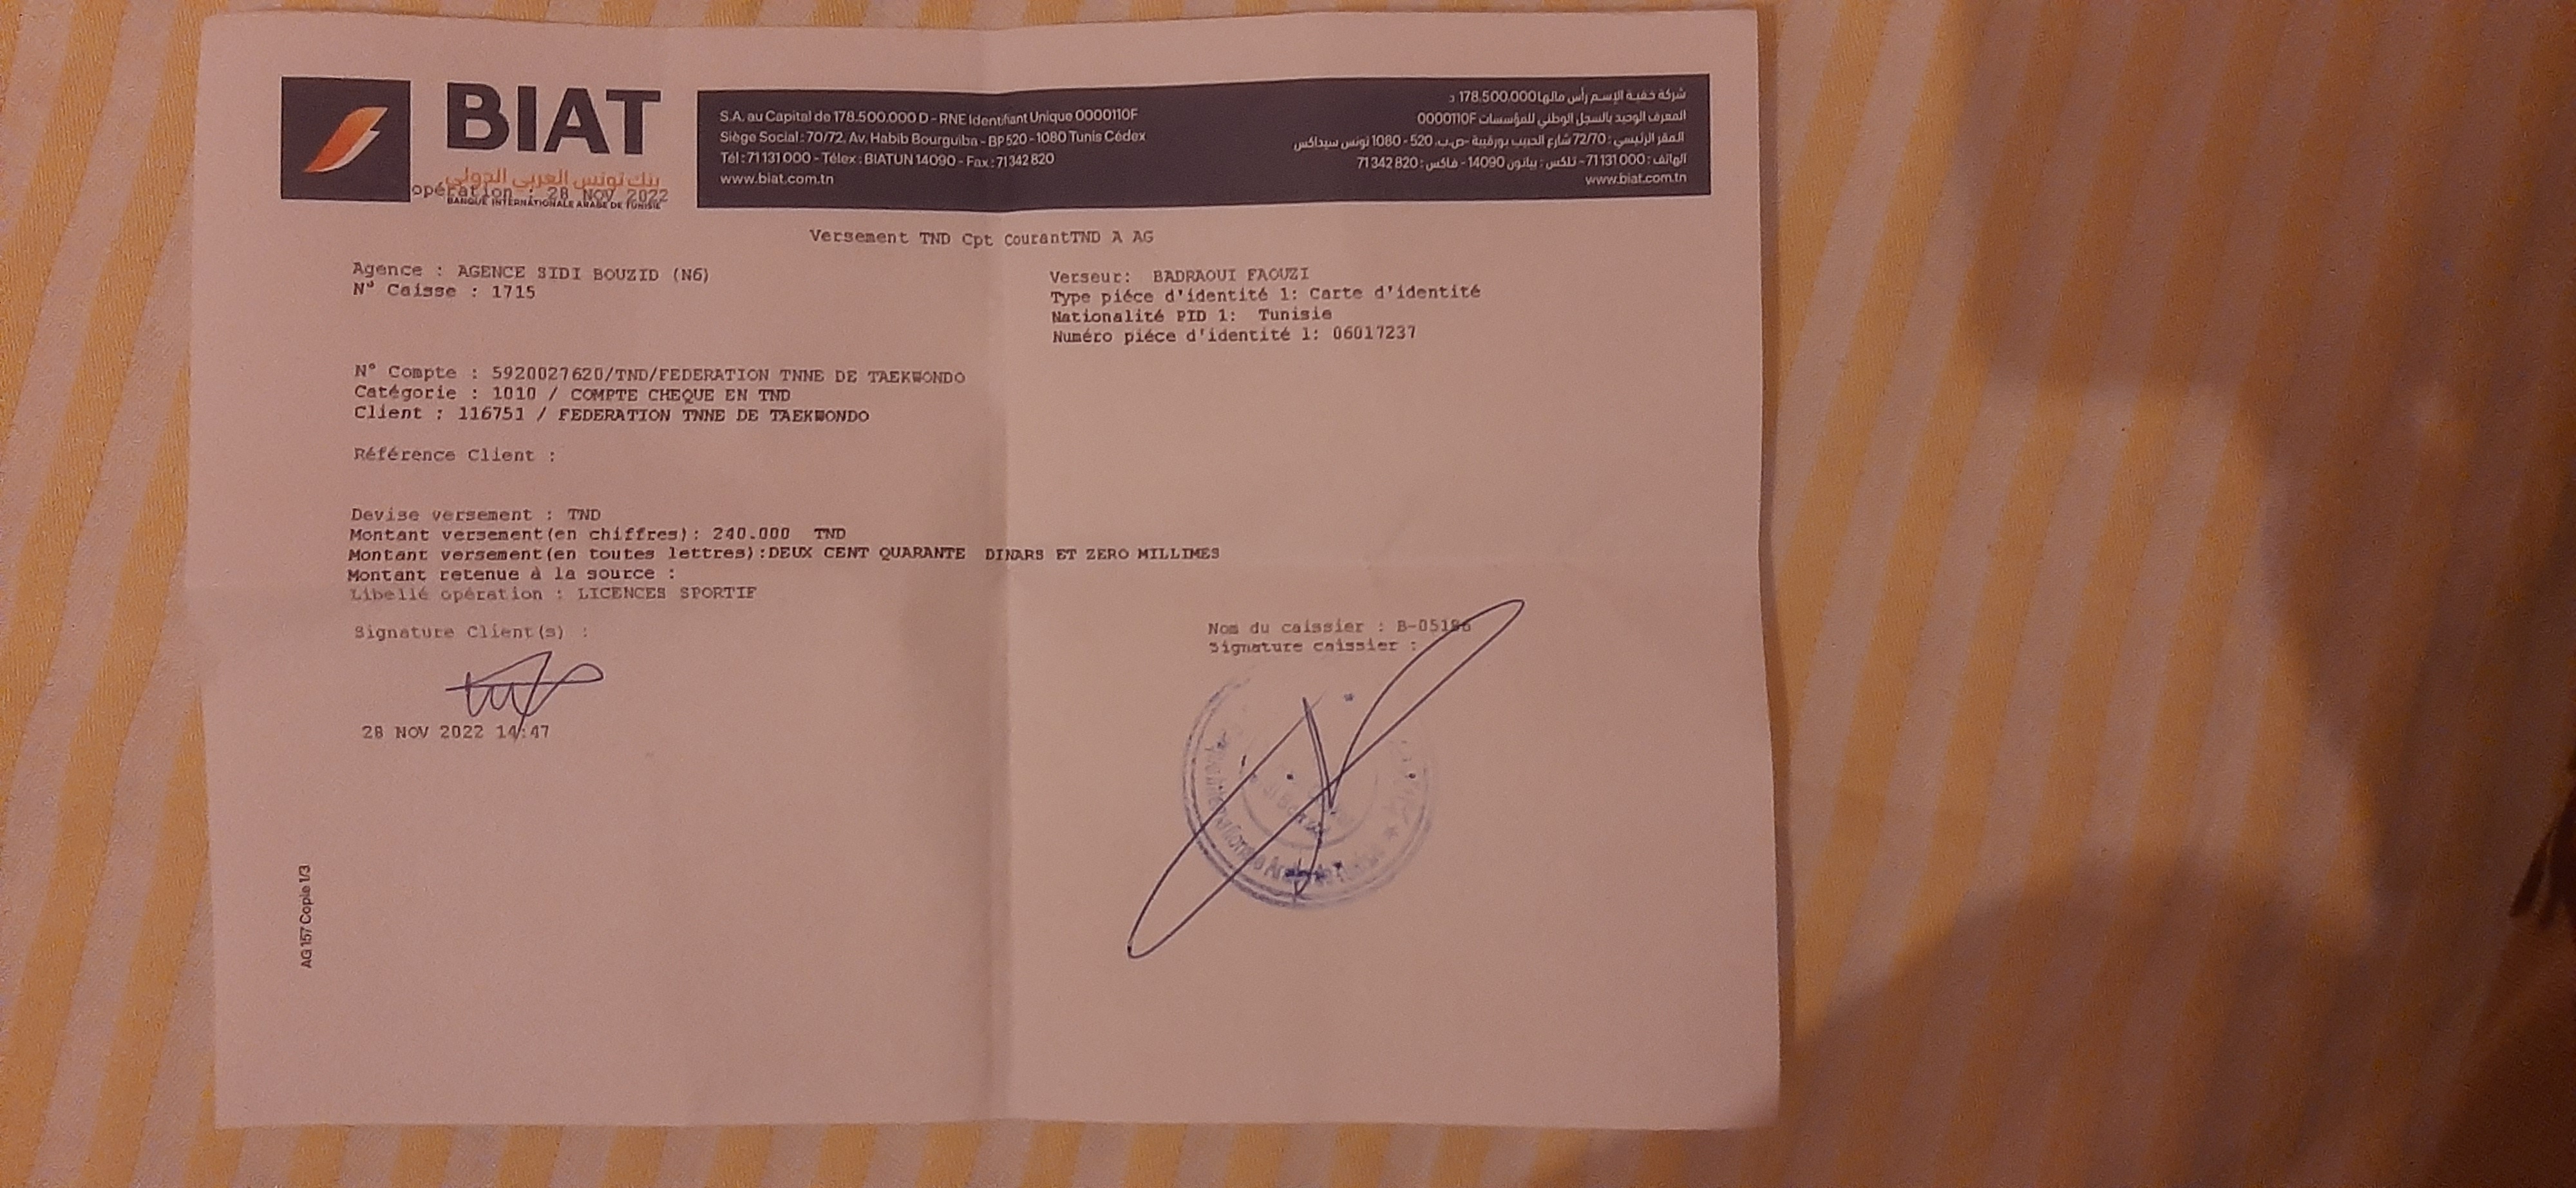 BIAT
بنك تونس العربي الدولي
opération : 28 NOV 2022
BANQUE INTERNATIONALE ARABE DE TUNISIE
S.A. au Capital de 178.500.000 D - RNE Identifiant Unique 0000110F
Siège Social : 70/72, Av. Habib Bourguiba - BP 520 - 1080 Tunis Cédex
Tél : 71 131 000 - Télex : BIATUN 14090 - Fax : 71 342 820
www.biat.com.tn
شركة خفية الإسم رأس مالها 178.500.000 د
المعرف الوحيد بالسجل الوطني للمؤسسات 0000110F
المقر الرئيسي : 72/70 شارع الحبيب بورقيبة -ص.ب. 520 - 1080 تونس سيداكس
الهاتف : 71 131 000 - تلكس : بياتون 14090 - فاكس : 71 342 820
www.biat.com.tn
Versement TND Cpt CourantTND A AG
Agence : AGENCE SIDI BOUZID (N6)
N° Caisse : 1715
Verseur: BADRAOUI FAOUZI
Type piéce d'identité 1: Carte d'identité
Nationalité PID 1: Tunisie
Numéro piéce d'identité 1: 06017237
N° Compte : 5920027620/TND/FEDERATION TNNE DE TAEKWONDO
Catégorie : 1010 / COMPTE CHEQUE EN TND
Client : 116751 / FEDERATION TNNE DE TAEKWONDO
Référence Client :
Devise versement : TND
Montant versement(en chiffres): 240.000 TND
Montant versement(en toutes lettres):DEUX CENT QUARANTE DINARS ET ZERO MILLIMES
Montant retenue à la source :
Libellé opération : LICENCES SPORTIF
Signature Client(s) :
Nom du caissier : B-05186
Signature caissier :
28 NOV 2022 14:47
AG 157 Copie 1/3